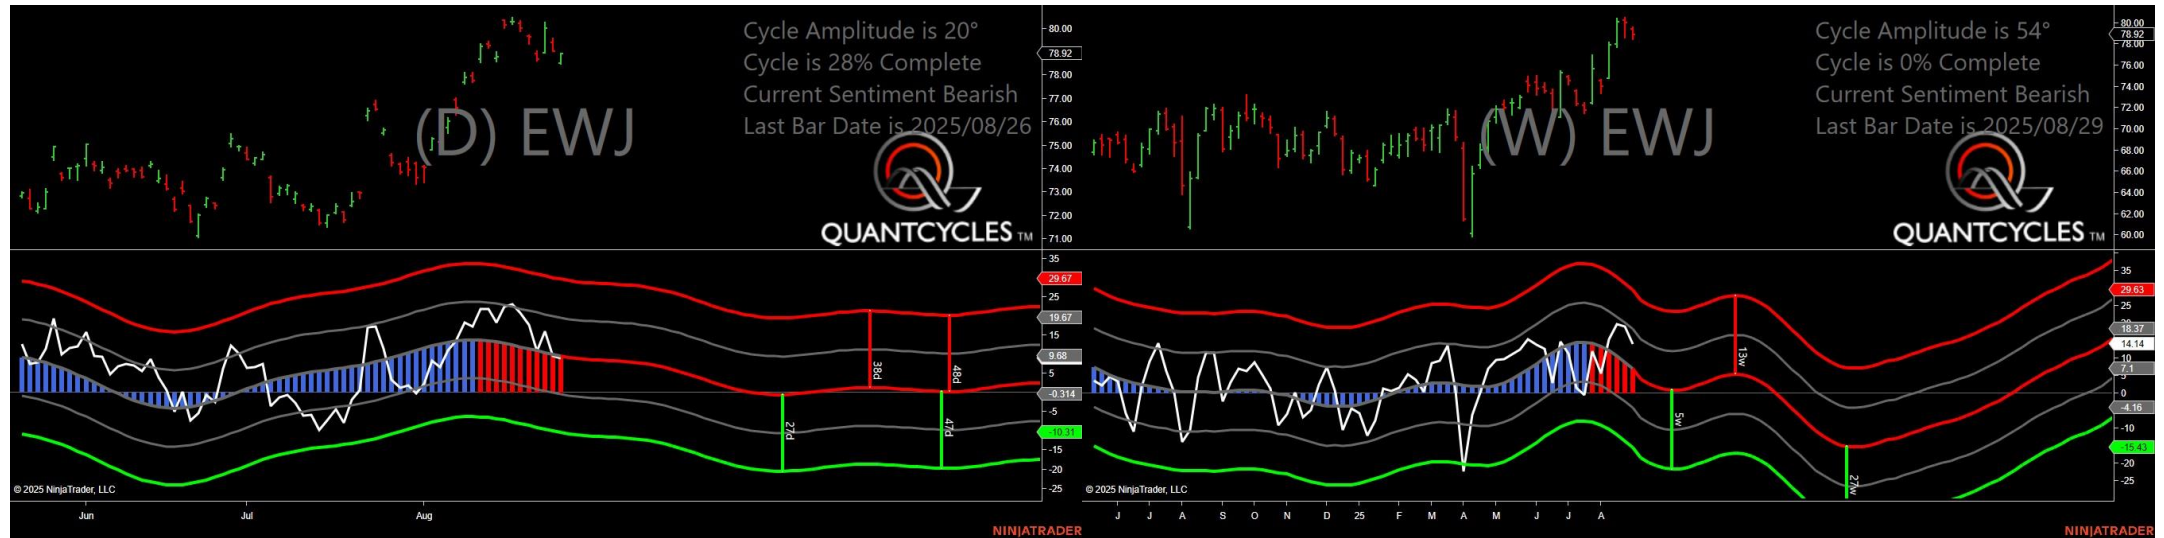 Cycle Amplitude is 20°
Cycle is 28% Complete
Current Sentiment Bearish
Last Bar Date is 2025/08/26
(D) EWJ
QUANTCYCLES TM
80.00
78.92
78.00
77.00
76.00
75.00
74.00
73.00
72.00
71.00
35
29.67
25
19.67
15
9.68
5
-0.314
-5
-10.31
-15
-20
-25
38d
48d
27d
47d
© 2025 NinjaTrader, LLC
Jun
Jul
Aug
NINJATRADER
Cycle Amplitude is 54°
Cycle is 0% Complete
Current Sentiment Bearish
Last Bar Date is 2025/08/29
(W) EWJ
QUANTCYCLES TM
80.00
78.92
78.00
76.00
74.00
72.00
70.00
68.00
66.00
64.00
62.00
60.00
35
29.63
25
18.37
14.14
10
7.1
0
-4.16
-10
-15.43
-20
-25
13w
5w
27w
© 2025 NinjaTrader, LLC
J J A S O N D 25 F M A M J J A
NINJATRADER